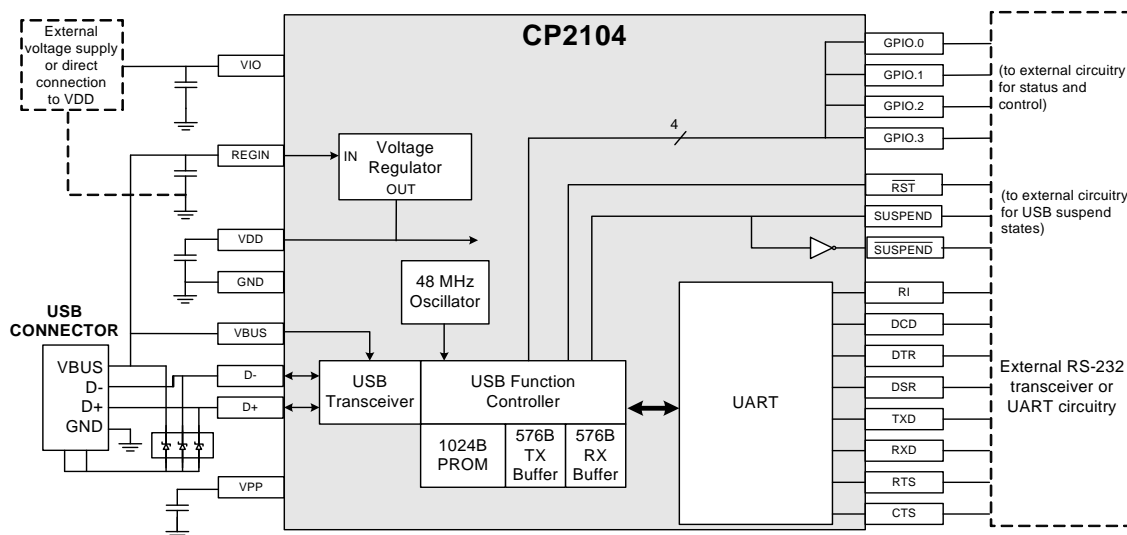 CP2104
External
voltage supply
or direct
connection
to VDD
VIO
REGIN
VDD
GND
VBUS
D-
D+
VPP
USB
CONNECTOR
VBUS
D-
D+
GND
IN
Voltage
Regulator
OUT
48 MHz
Oscillator
USB
Transceiver
USB Function
Controller
1024B
PROM
576B
TX
Buffer
576B
RX
Buffer
UART
4
GPIO.0
GPIO.1
GPIO.2
GPIO.3
RST
SUSPEND
SUSPEND
RI
DCD
DTR
DSR
TXD
RXD
RTS
CTS
(to external circuitry
for status and
control)
(to external circuitry
for USB suspend
states)
External RS-232
transceiver or
UART circuitry